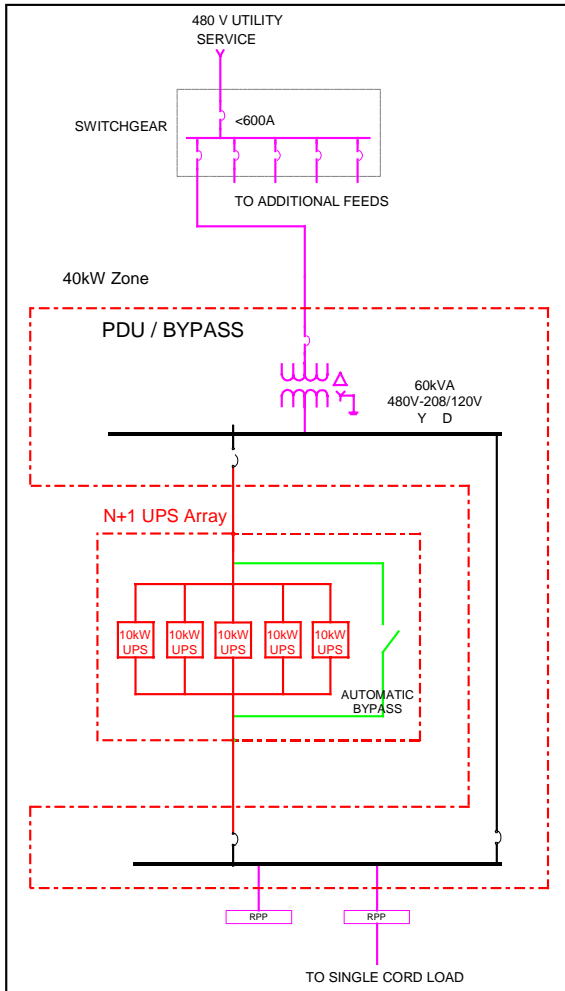 480 V UTILITY
SERVICE
SWITCHGEAR
<600A
TO ADDITIONAL FEEDS
40kW Zone
PDU / BYPASS
60kVA
480V-208/120V
Y D
N+1 UPS Array
10kW
UPS
10kW
UPS
10kW
UPS
10kW
UPS
10kW
UPS
AUTOMATIC
BYPASS
RPP
RPP
TO SINGLE CORD LOAD